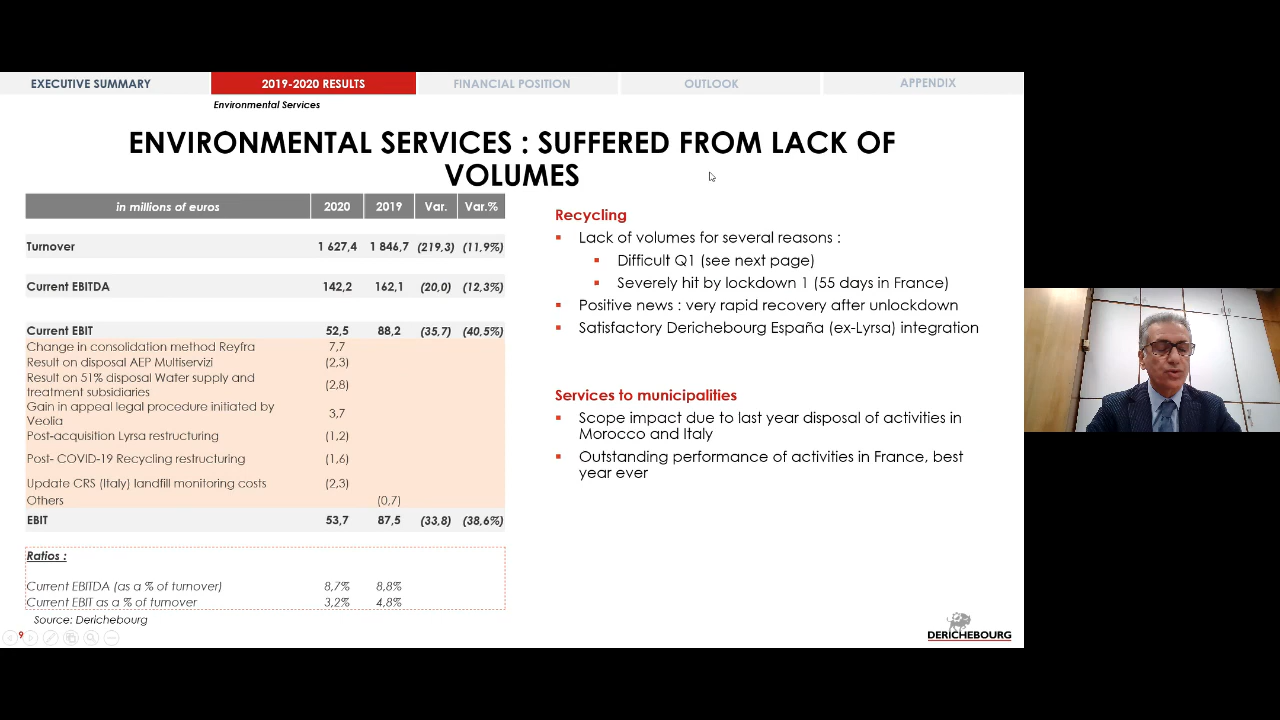 EXECUTIVE SUMMARY
2019-2020 RESULTS
FINANCIAL POSITION
OUTLOOK
APPENDIX
Environmental Services
ENVIRONMENTAL SERVICES : SUFFERED FROM LACK OF
VOLUMES
in millions of euros 2020 2019 Var. Var.%
Turnover 1 627,4 1 846,7 (219,3) (11,9%)
Current EBITDA 142,2 162,1 (20,0) (12,3%)
Current EBIT 52,5 88,2 (35,7) (40,5%)
Change in consolidation method Reyfra 7,7
Result on disposal AEP Multiservizi (2,3)
Result on 51% disposal Water supply and
treatment subsidiaries (2,8)
Gain in appeal legal procedure initiated by
Veolia 3,7
Post-acquisition Lyrsa restructuring (1,2)
Post- COVID-19 Recycling restructuring (1,6)
Update CRS (Italy) landfill monitoring costs (2,3)
Others (0,7)
EBIT 53,7 87,5 (33,8) (38,6%)
Ratios :
Current EBITDA (as a % of turnover) 8,7% 8,8%
Current EBIT as a % of turnover 3,2% 4,8%
Source: Derichebourg
9
Recycling
Lack of volumes for several reasons :
Difficult Q1 (see next page)
Severely hit by lockdown 1 (55 days in France)
Positive news : very rapid recovery after unlockdown
Satisfactory Derichebourg España (ex-Lyrsa) integration
Services to municipalities
Scope impact due to last year disposal of activities in
Morocco and Italy
Outstanding performance of activities in France, best
year ever
DERICHEBOURG